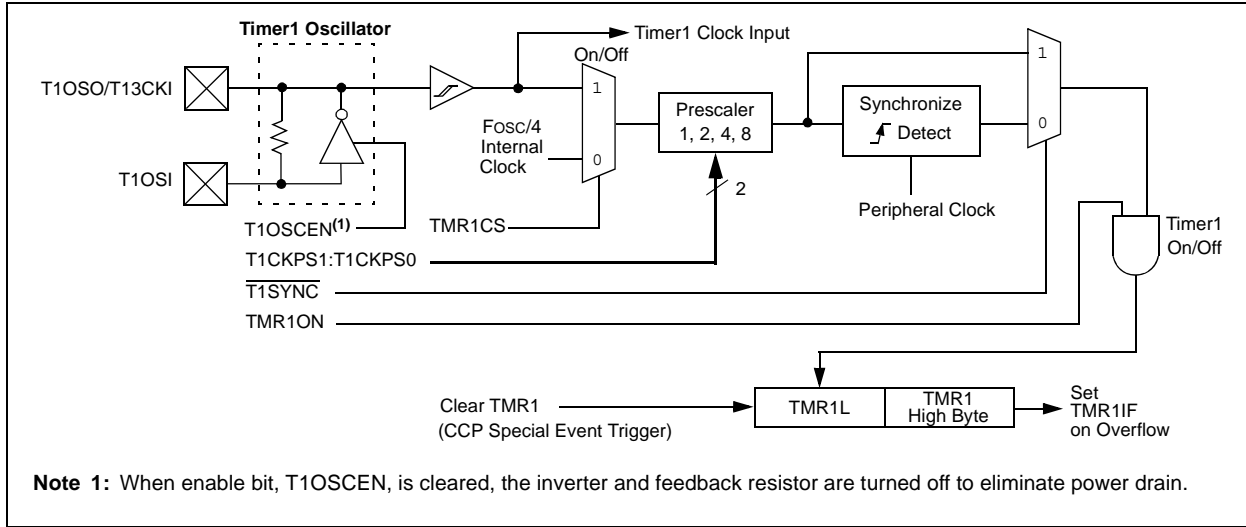 Timer1 Oscillator
T1OSO/T13CKI
T1OSI
T1OSCEN(1)
Timer1 Clock Input
On/Off
1
0
FOSC/4
Internal
Clock
TMR1CS
T1CKPS1:T1CKPS0
T1SYNC
TMR1ON
Prescaler
1, 2, 4, 8
2
Synchronize
Detect
Peripheral Clock
1
0
Timer1
On/Off
Clear TMR1
(CCP Special Event Trigger)
TMR1L
TMR1
High Byte
Set
TMR1IF
on Overflow
Note 1: When enable bit, T1OSCEN, is cleared, the inverter and feedback resistor are turned off to eliminate power drain.